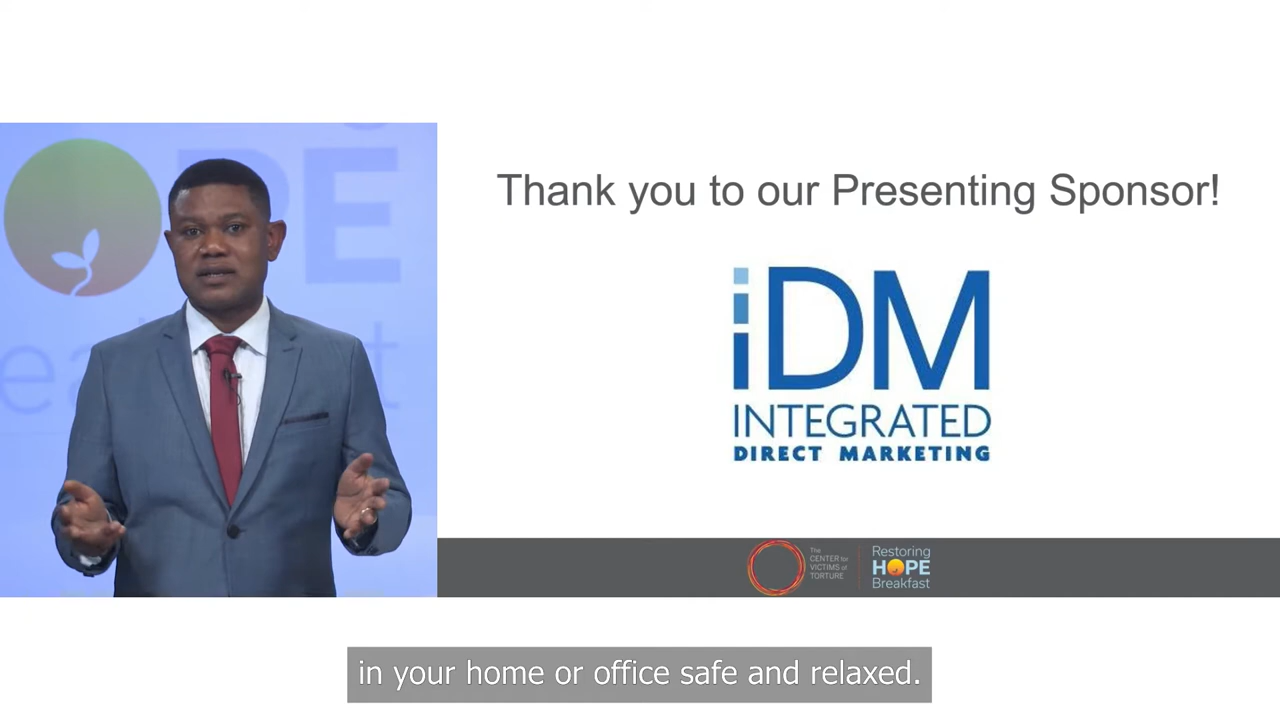 OPE
Thank you to our Presenting Sponsor!
iDM
INTEGRATED
DIRECT MARKETING
The
CENTER for
VICTIMS of
TORTURE
Restoring
HOPE
Breakfast
in your home or office safe and relaxed.